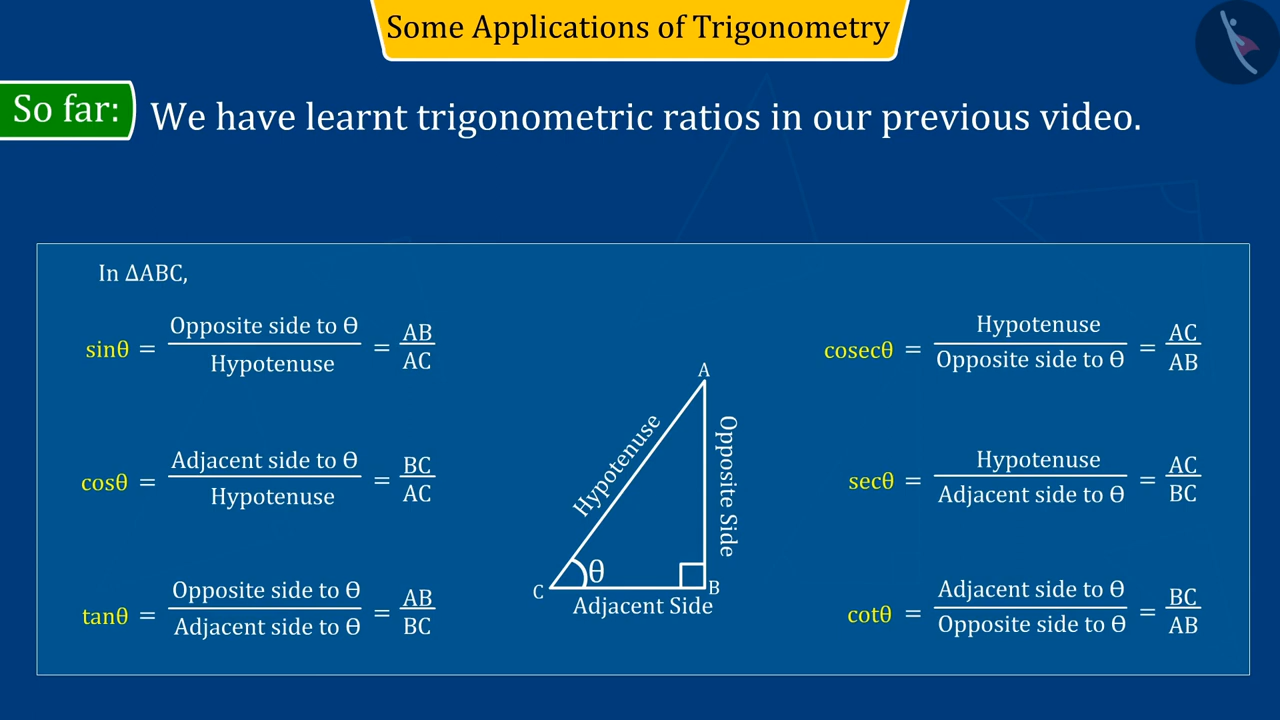 Some Applications of Trigonometry
So far:
We have learnt trigonometric ratios in our previous video.
In ΔABC,
sinθ = Opposite side to ϴ / Hypotenuse = AB / AC
cosθ = Adjacent side to ϴ / Hypotenuse = BC / AC
tanθ = Opposite side to ϴ / Adjacent side to ϴ = AB / BC
A
Hypotenuse
Opposite Side
θ
C
B
Adjacent Side
cosecθ = Hypotenuse / Opposite side to ϴ = AC / AB
secθ = Hypotenuse / Adjacent side to ϴ = AC / BC
cotθ = Adjacent side to ϴ / Opposite side to ϴ = BC / AB